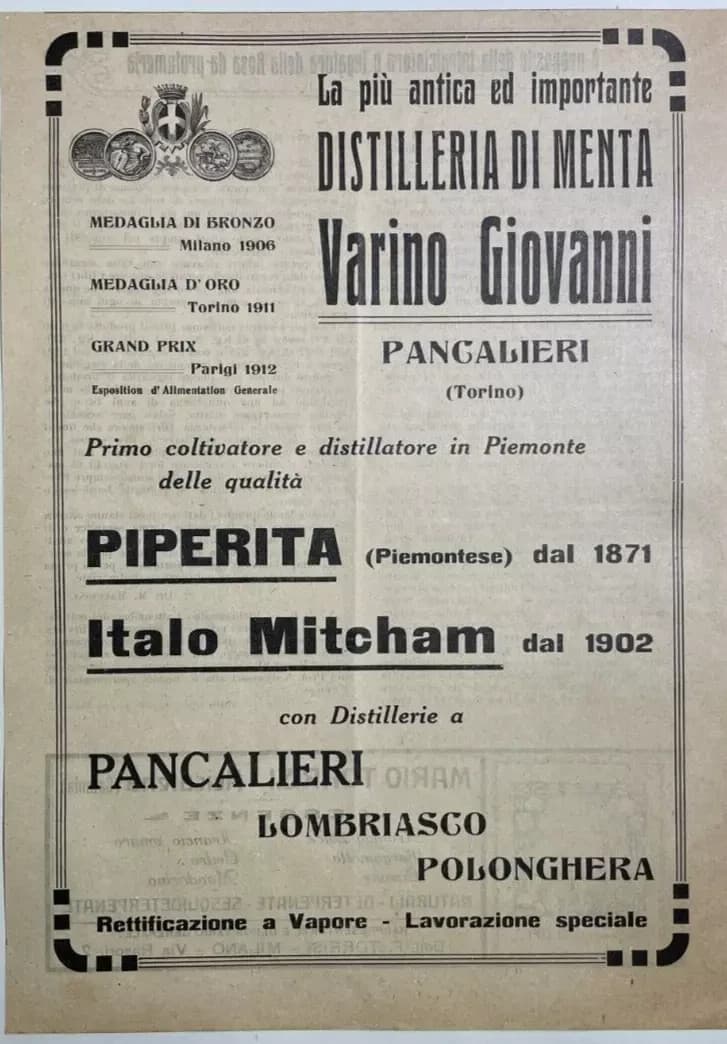 La più antica ed importante
DISTILLERIA DI MENTA
Varino Giovanni
PANCALIERI
(Torino)
MEDAGLIA DI BRONZO
Milano 1906
MEDAGLIA D'ORO
Torino 1911
GRAND PRIX
Parigi 1912
Esposition d'Alimentation Generale
Primo coltivatore e distillatore in Piemonte
delle qualità
PIPERITA (Piemontese) dal 1871
Italo Mitcham dal 1902
con Distillerie a
PANCALIERI
LOMBRIASCO
POLONGHERA
Rettificazione a Vapore - Lavorazione speciale